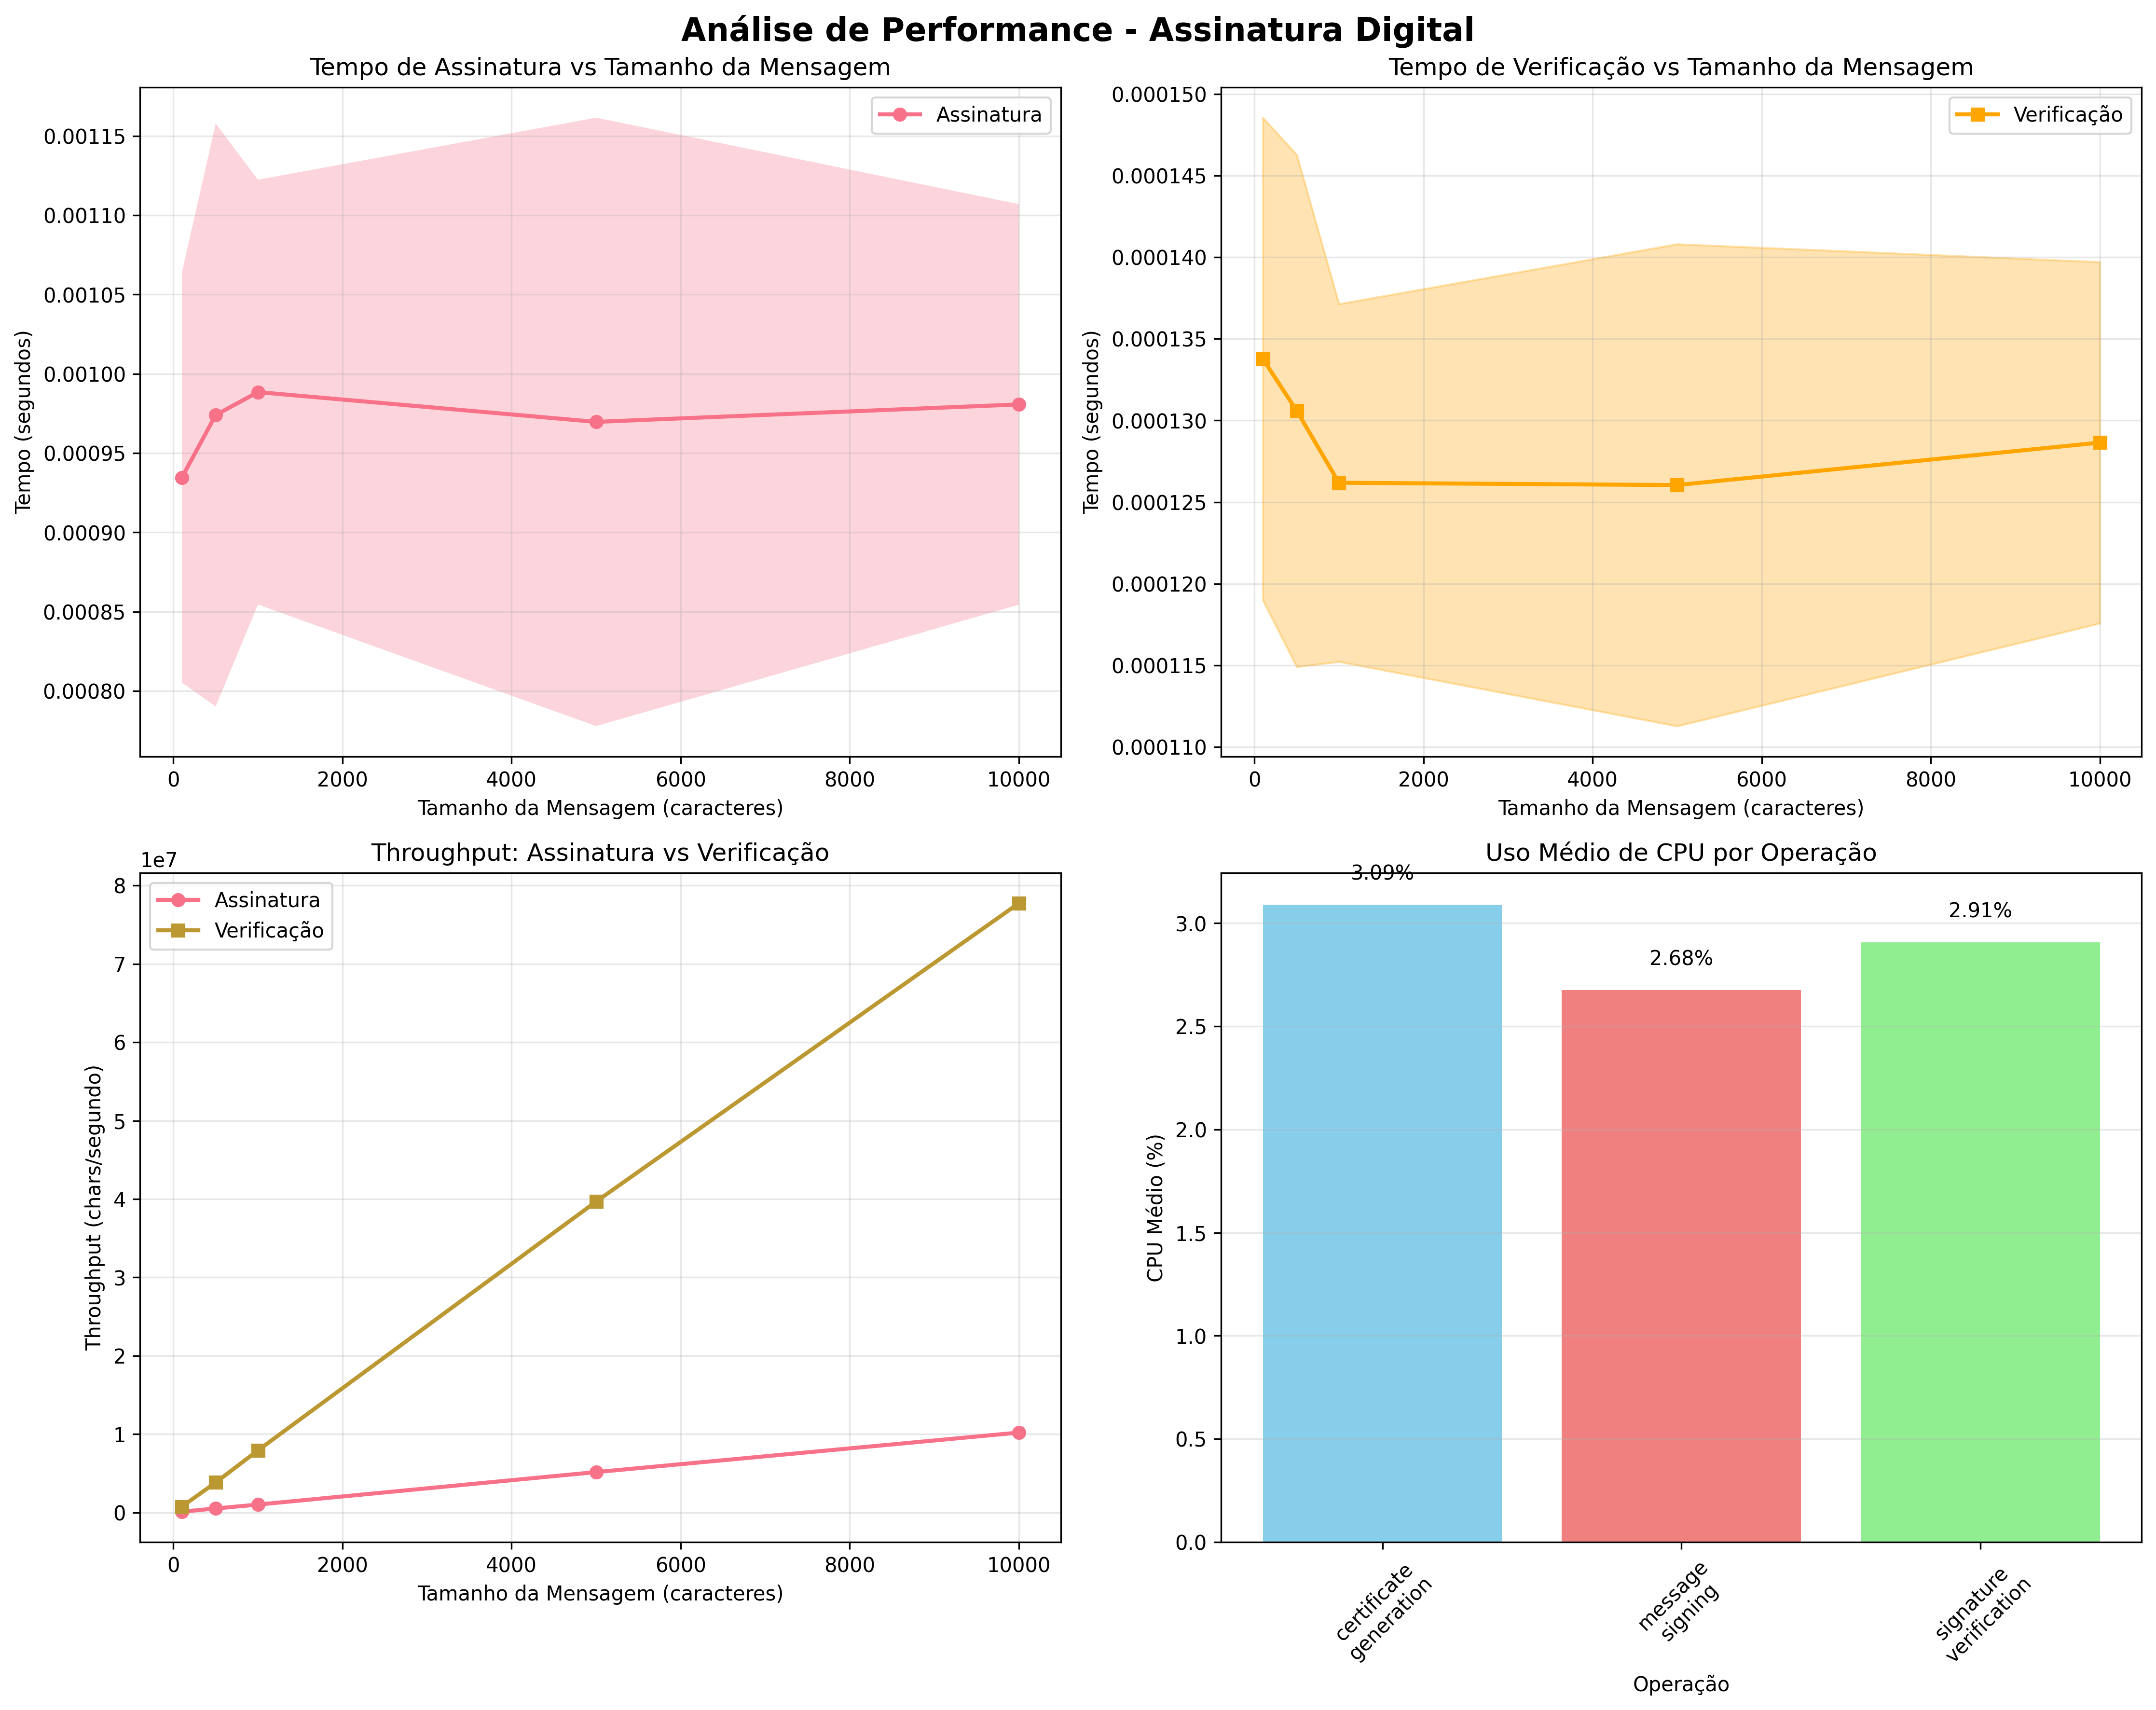 Análise de Performance - Assinatura Digital
Tempo de Assinatura vs Tamanho da Mensagem
Assinatura
0.00115
0.00110
0.00105
0.00100
0.00095
0.00090
0.00085
0.00080
Tempo (segundos)
0 2000 4000 6000 8000 10000
Tamanho da Mensagem (caracteres)
Tempo de Verificação vs Tamanho da Mensagem
Verificação
0.000150
0.000145
0.000140
0.000135
0.000130
0.000125
0.000120
0.000115
0.000110
Tempo (segundos)
0 2000 4000 6000 8000 10000
Tamanho da Mensagem (caracteres)
Throughput: Assinatura vs Verificação
1e7
Assinatura
Verificação
8
7
6
5
4
3
2
1
0
Throughput (chars/segundo)
0 2000 4000 6000 8000 10000
Tamanho da Mensagem (caracteres)
Uso Médio de CPU por Operação
3.09%
2.68%
2.91%
3.0
2.5
2.0
1.5
1.0
0.5
0.0
CPU Médio (%)
certificate
generation
message
signing
signature
verification
Operação